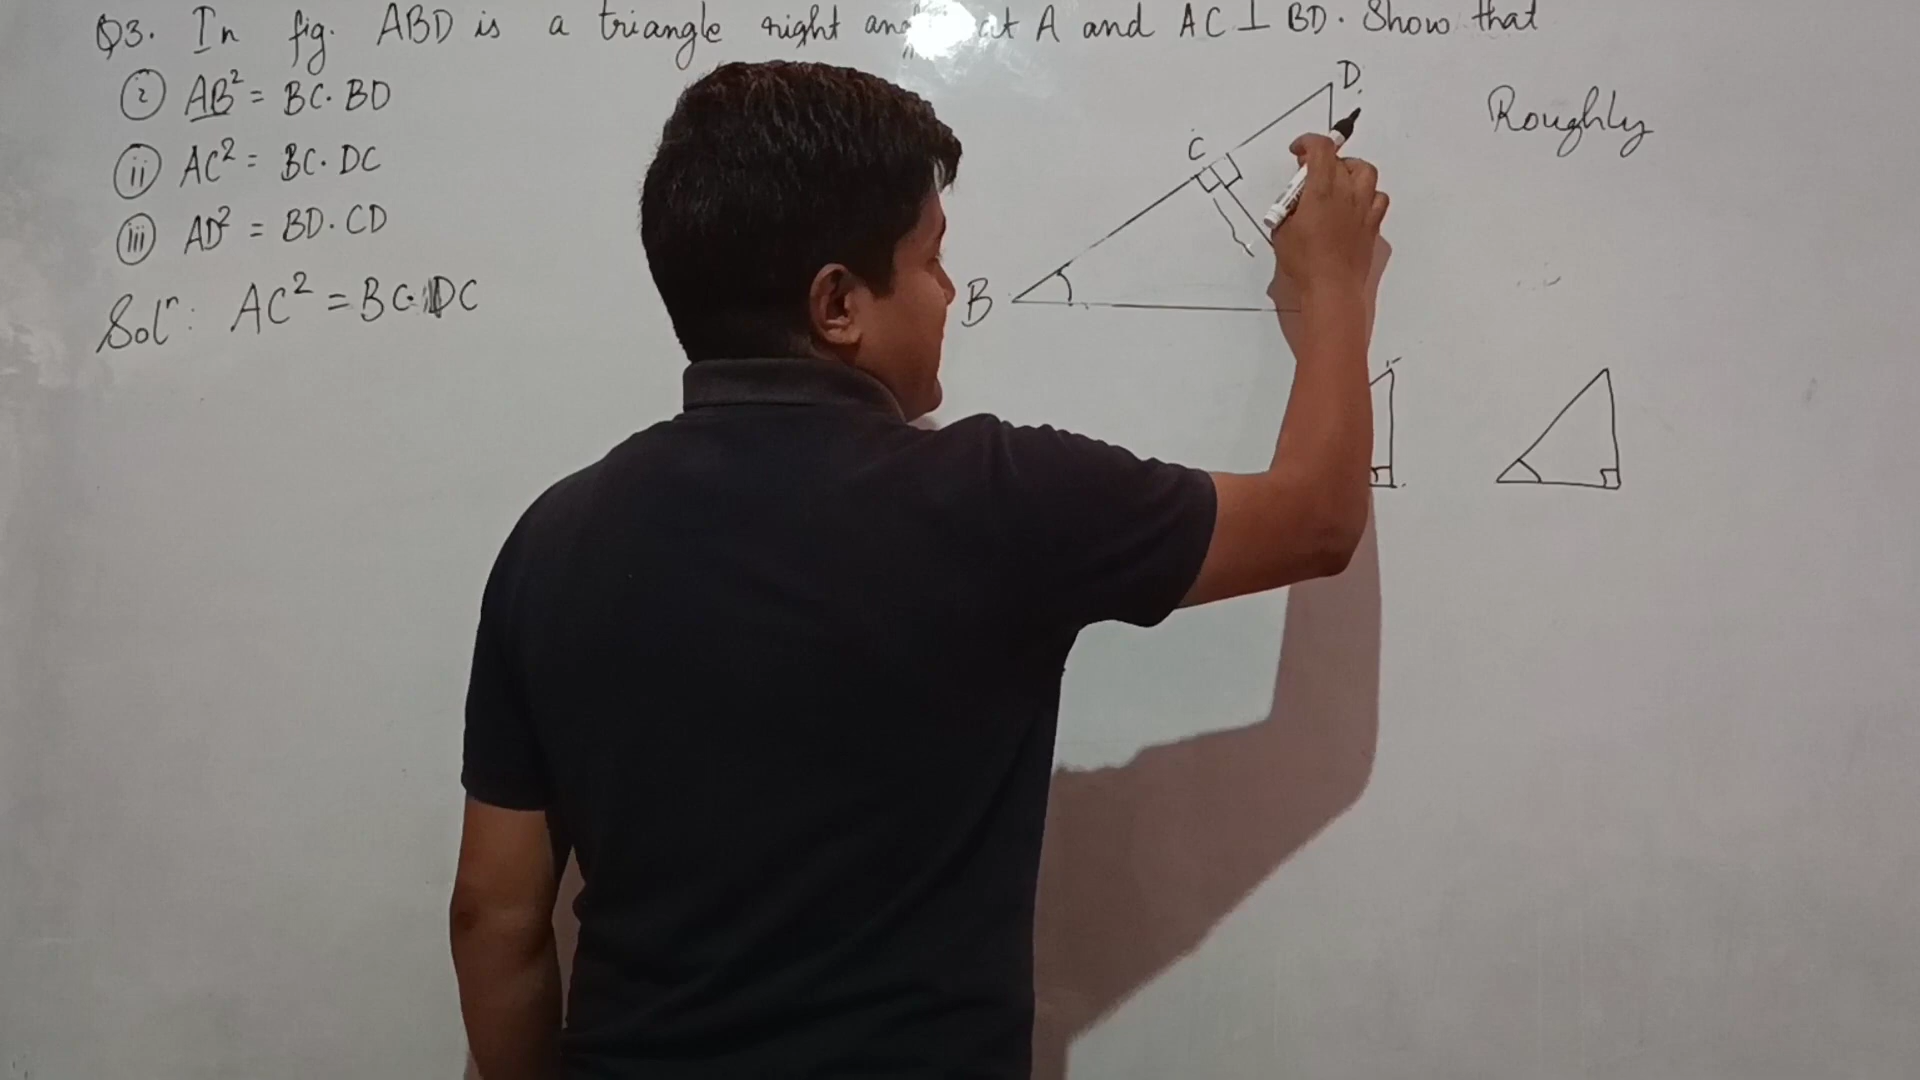 Q3. In fig. ABD is a triangle right at A and AC ⊥ BD. Show that
(i) AB² = BC·BD
(ii) AC² = BC·DC
(iii) AD² = BD·CD
Solⁿ: AC² = BC·DC
D
C
B
Roughly